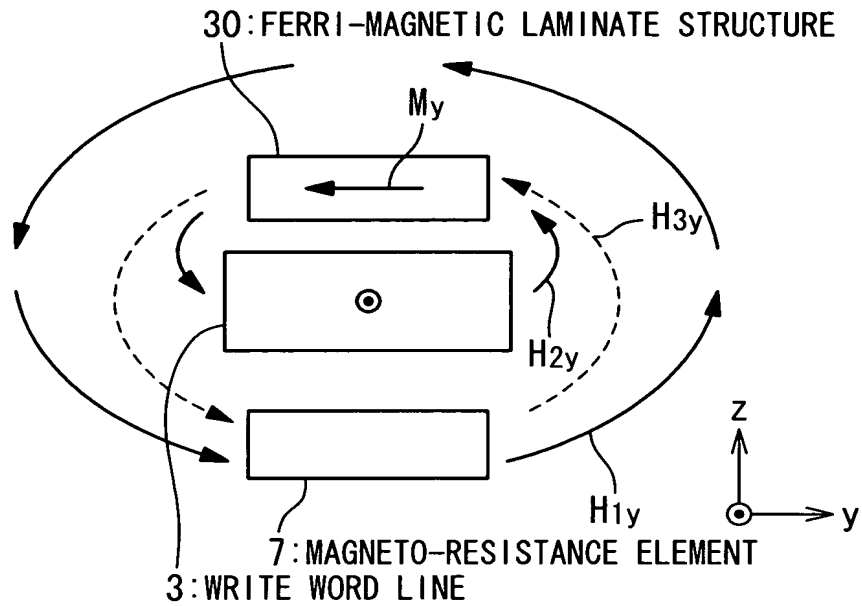 30:FERRI-MAGNETIC LAMINATE STRUCTURE
My
H3y
H2y
z
y
H1y
7:MAGNETO-RESISTANCE ELEMENT
3:WRITE WORD LINE